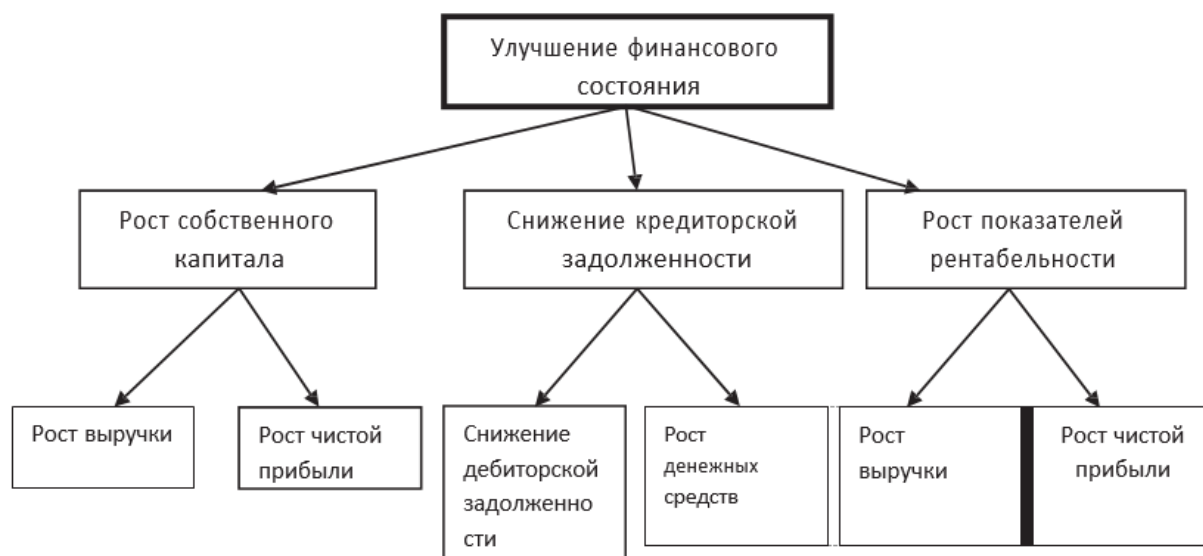 Улучшение финансового
состояния
Рост собственного
капитала
Снижение кредиторской
задолженности
Рост показателей
рентабельности
Рост выручки
Рост чистой
прибыли
Снижение
дебиторской
задолженно
сти
Рост
денежных
средств
Рост
выручки
Рост чистой
прибыли